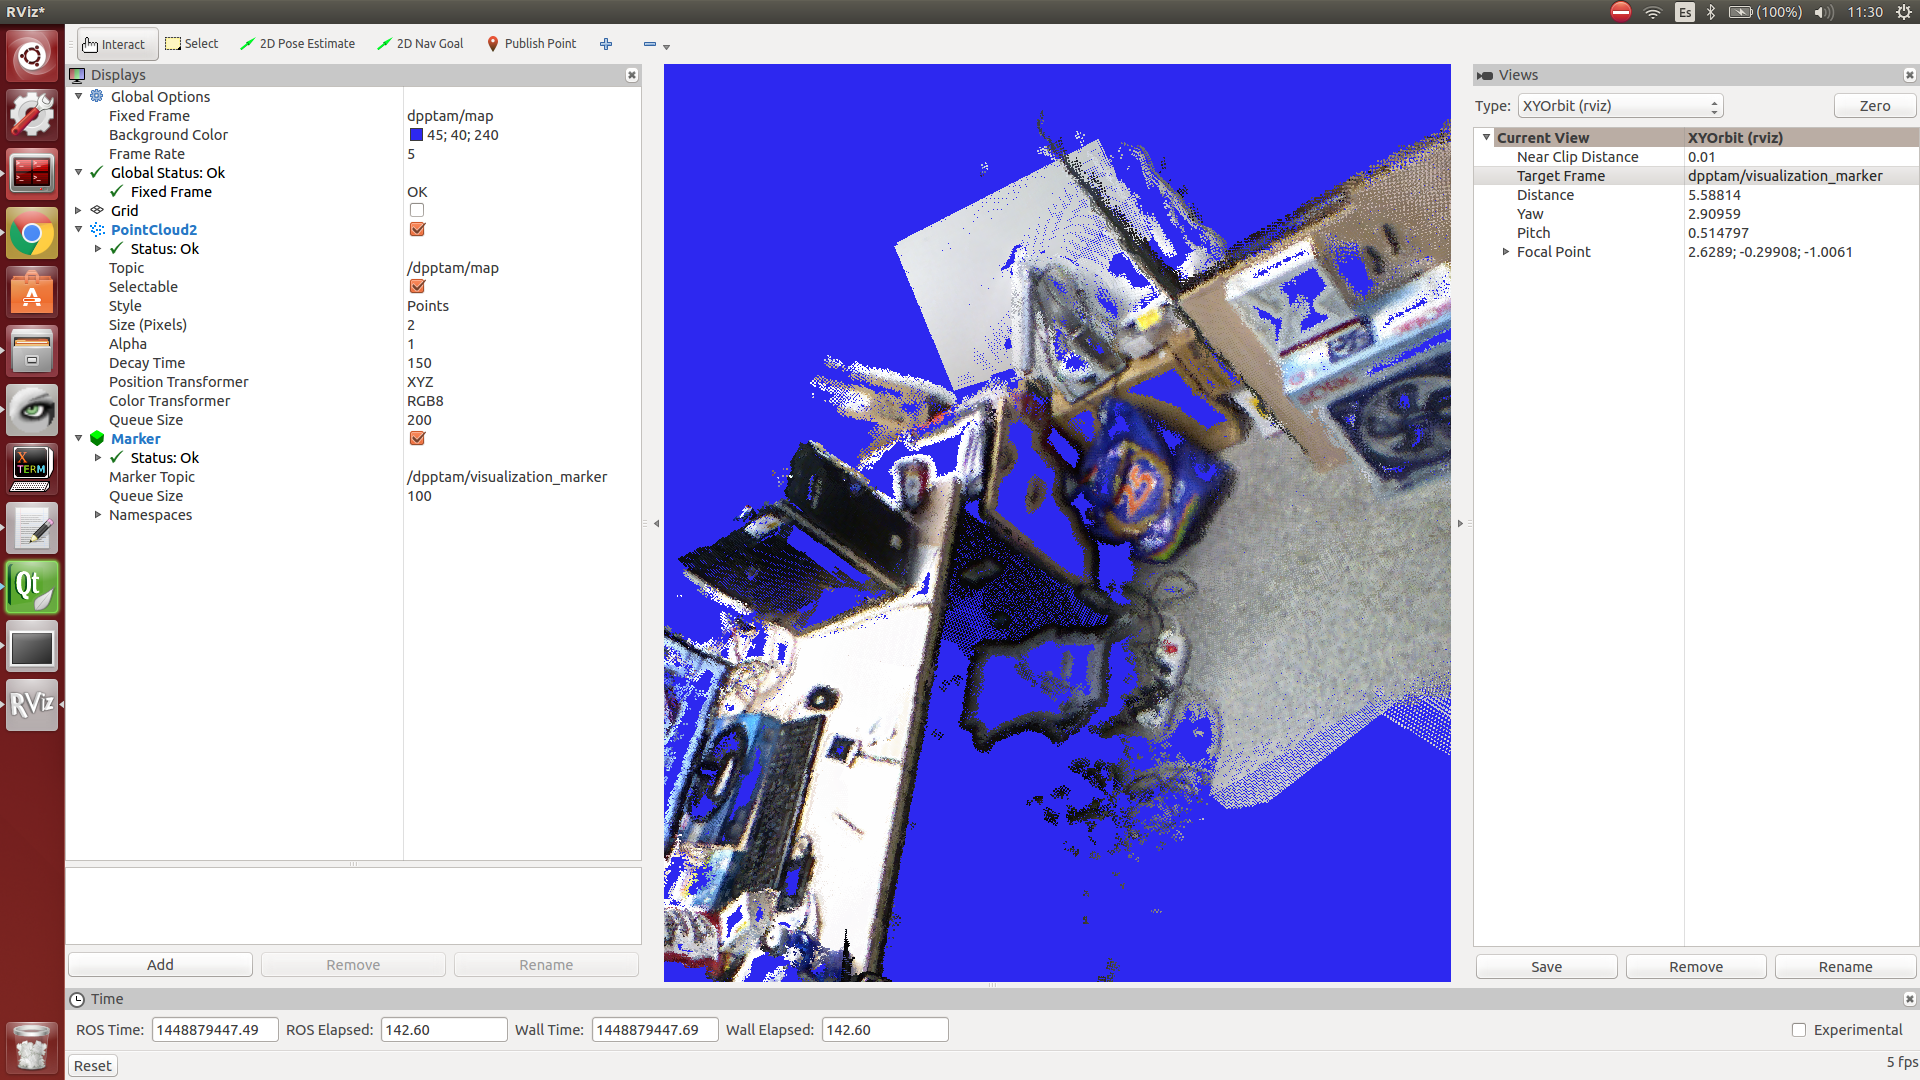 RViz*
Es
(100%)
11:30
Interact
Select
2D Pose Estimate
2D Nav Goal
Publish Point
Displays
Global Options
Fixed Frame dpptam/map
Background Color 45; 40; 240
Frame Rate 5
Global Status: Ok
Fixed Frame OK
Grid
PointCloud2
Status: Ok
Topic /dpptam/map
Selectable
Style Points
Size (Pixels) 2
Alpha 1
Decay Time 150
Position Transformer XYZ
Color Transformer RGB8
Queue Size 200
Marker
Status: Ok
Marker Topic /dpptam/visualization_marker
Queue Size 100
Namespaces
Add
Remove
Rename
Views
Type: XYOrbit (rviz) Zero
Current View XYOrbit (rviz)
Near Clip Distance 0.01
Target Frame dpptam/visualization_marker
Distance 5.58814
Yaw 2.90959
Pitch 0.514797
Focal Point 2.6289; -0.29908; -1.0061
Save
Remove
Rename
Time
ROS Time: 1448879447.49 ROS Elapsed: 142.60 Wall Time: 1448879447.69 Wall Elapsed: 142.60 Experimental
Reset
5 fps
X
TERM
Qt
RViz